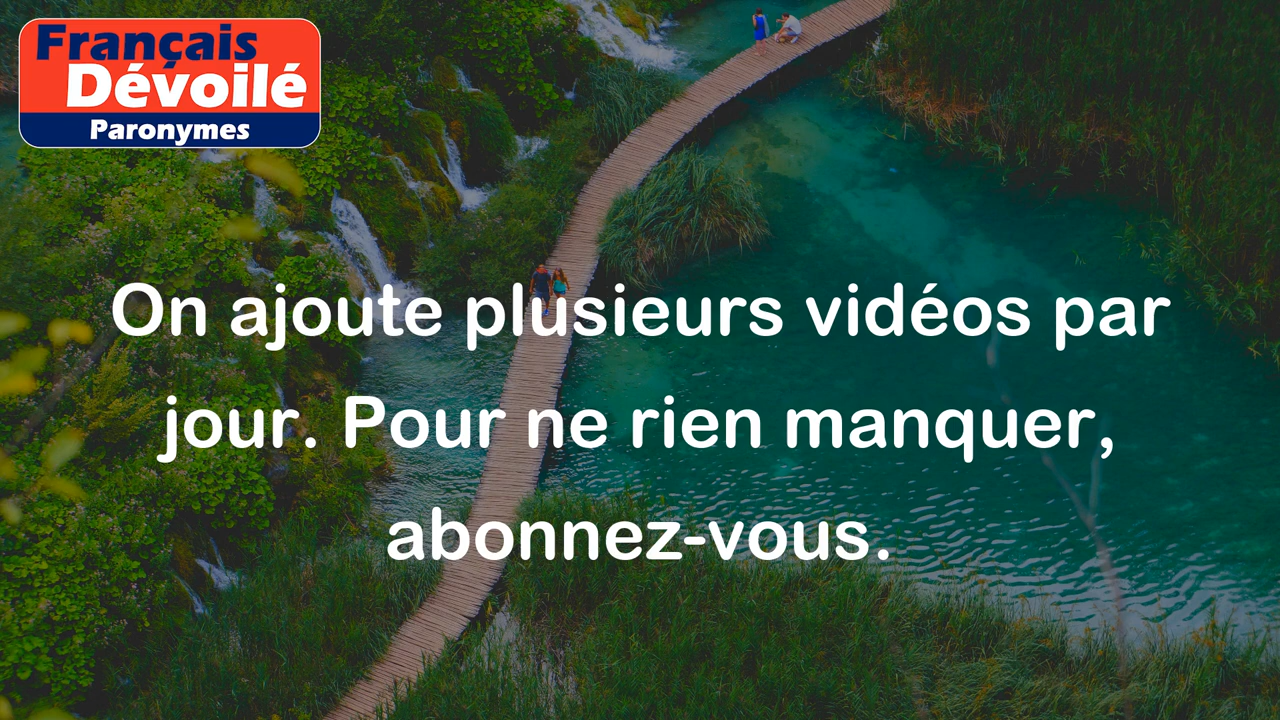 Français
Dévoilé
Paronymes
On ajoute plusieurs vidéos par
jour. Pour ne rien manquer,
abonnez-vous.